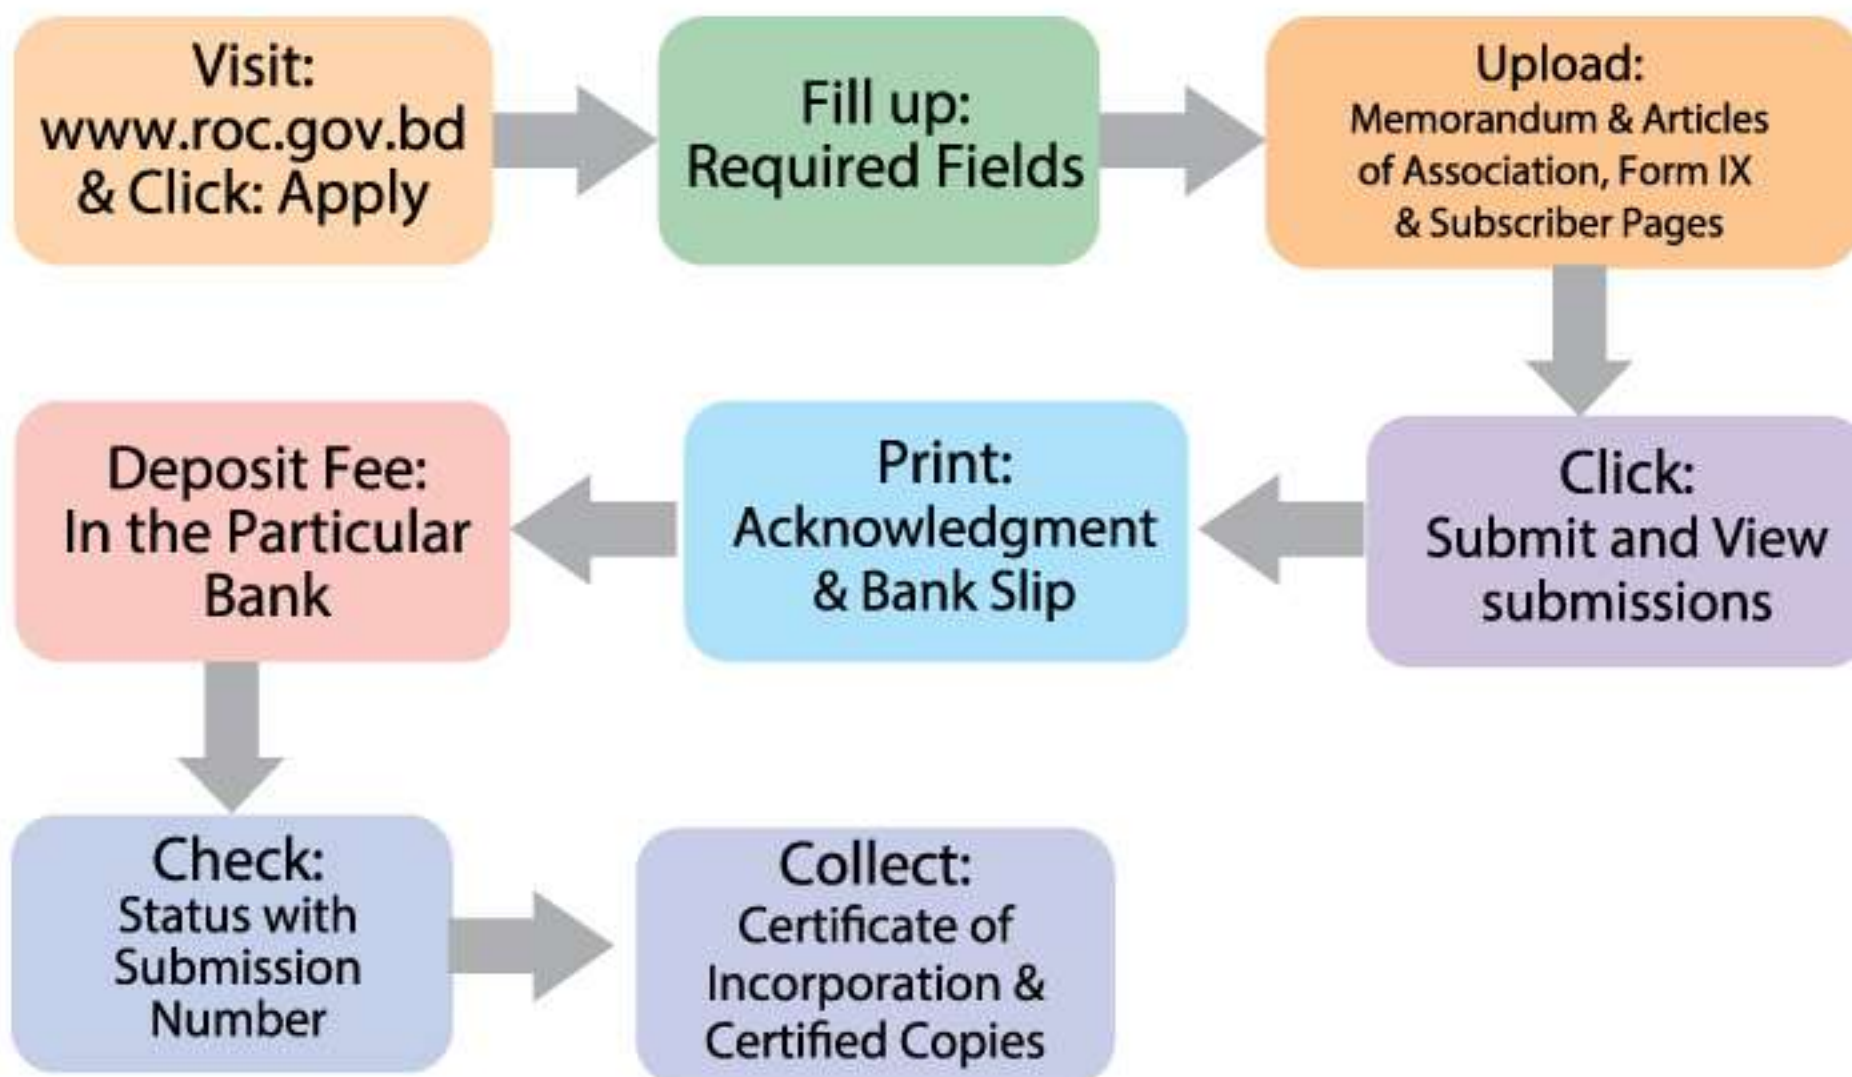 Visit:
www.roc.gov.bd
& Click: Apply
Fill up:
Required Fields
Upload:
Memorandum & Articles
of Association, Form IX
& Subscriber Pages
Click:
Submit and View
submissions
Print:
Acknowledgment
& Bank Slip
Deposit Fee:
In the Particular
Bank
Check:
Status with
Submission
Number
Collect:
Certificate of
Incorporation &
Certified Copies